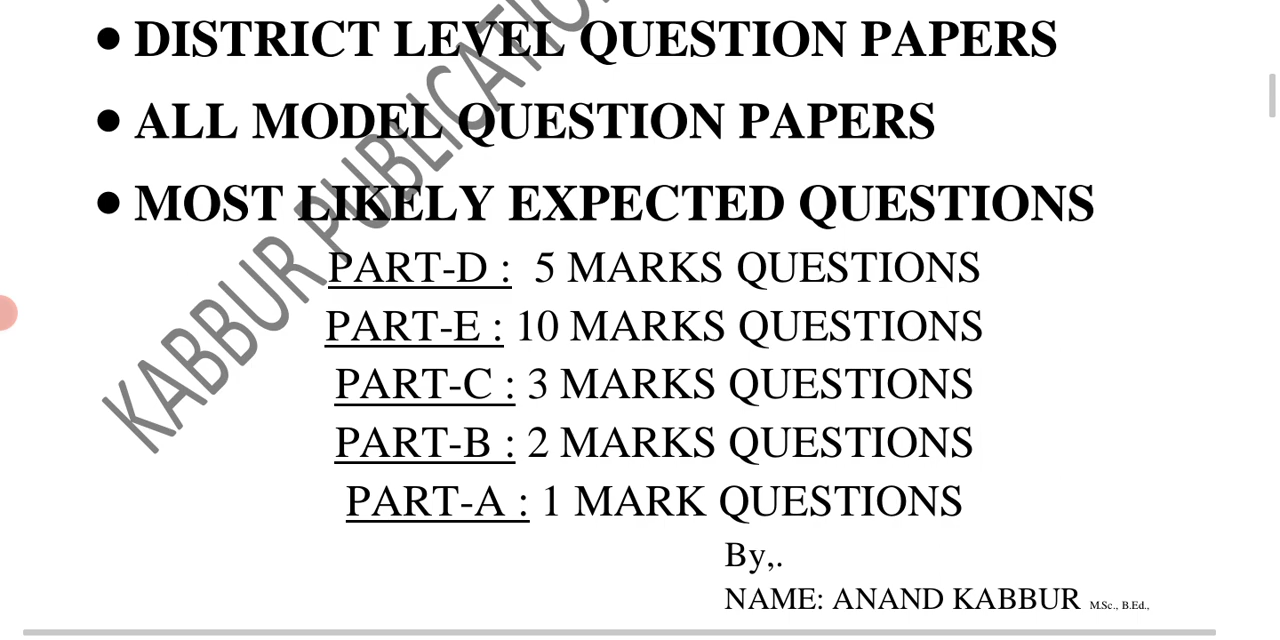 • DISTRICT LEVEL QUESTION PAPERS
• ALL MODEL QUESTION PAPERS
• MOST LIKELY EXPECTED QUESTIONS
PART-D :  5 MARKS QUESTIONS
PART-E : 10 MARKS QUESTIONS
PART-C : 3 MARKS QUESTIONS
PART-B : 2 MARKS QUESTIONS
PART-A : 1 MARK QUESTIONS
By,.
NAME: ANAND KABBUR M.Sc., B.Ed.,
KABBUR PUBLICATION